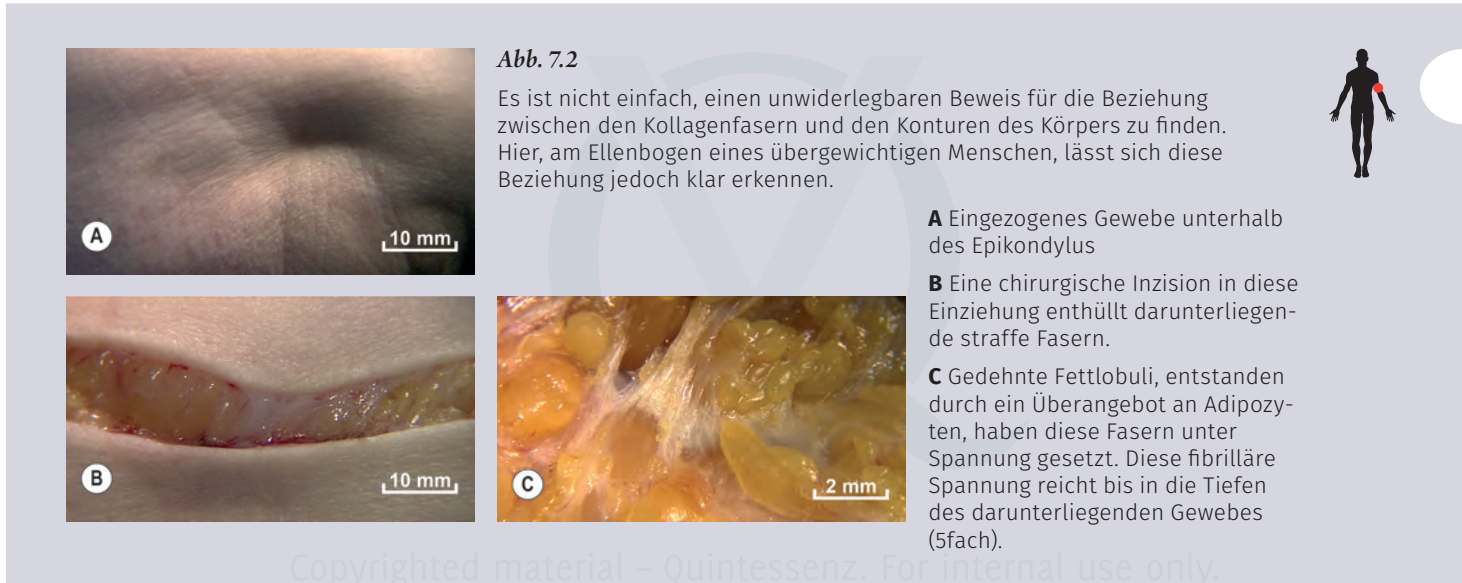 Abb. 7.2
Es ist nicht einfach, einen unwiderlegbaren Beweis für die Beziehung
zwischen den Kollagenfasern und den Konturen des Körpers zu finden.
Hier, am Ellenbogen eines übergewichtigen Menschen, lässt sich diese
Beziehung jedoch klar erkennen.
A
10 mm
A Eingezogenes Gewebe unterhalb
des Epikondylus
B Eine chirurgische Inzision in diese
Einziehung enthüllt darunterliegen-
de straffe Fasern.
C Gedehnte Fettlobuli, entstanden
durch ein Überangebot an Adipozy-
ten, haben diese Fasern unter
Spannung gesetzt. Diese fibrilläre
Spannung reicht bis in die Tiefen
des darunterliegenden Gewebes
(5fach).
B
10 mm
C
2 mm
Copyrighted material – Quintessenz. For internal use only.